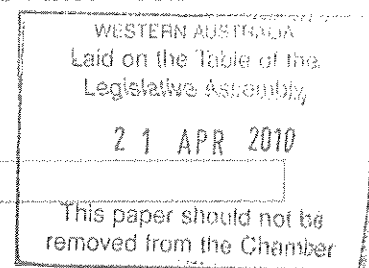 WESTERN AUSTRALIA
Laid on the Table of the
Legislative Assembly
21 APR 2010
This paper should not be
removed from the Chamber